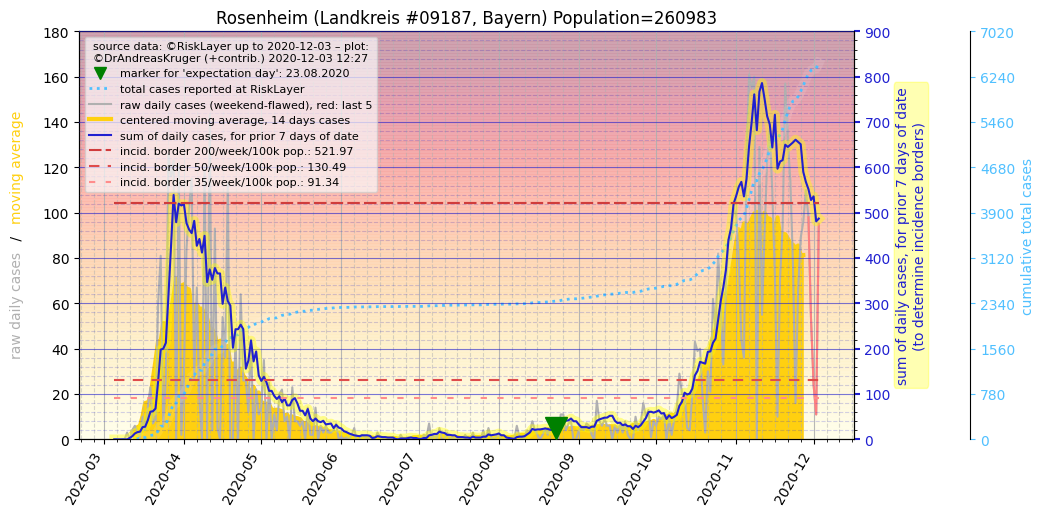 Rosenheim (Landkreis #09187, Bayern) Population=260983
source data: ©RiskLayer up to 2020-12-03 – plot:
©DrAndreasKruger (+contrib.) 2020-12-03 12:27
marker for 'expectation day': 23.08.2020
total cases reported at RiskLayer
raw daily cases (weekend-flawed), red: last 5
centered moving average, 14 days cases
sum of daily cases, for prior 7 days of date
incid. border 200/week/100k pop.: 521.97
incid. border 50/week/100k pop.: 130.49
incid. border 35/week/100k pop.: 91.34
raw daily cases / moving average
180
160
140
120
100
80
60
40
20
0
2020-03
2020-04
2020-05
2020-06
2020-07
2020-08
2020-09
2020-10
2020-11
2020-12
900
800
700
600
500
400
300
200
100
0
sum of daily cases, for prior 7 days of date
(to determine incidence borders)
7020
6240
5460
4680
3900
3120
2340
1560
780
0
cumulative total cases